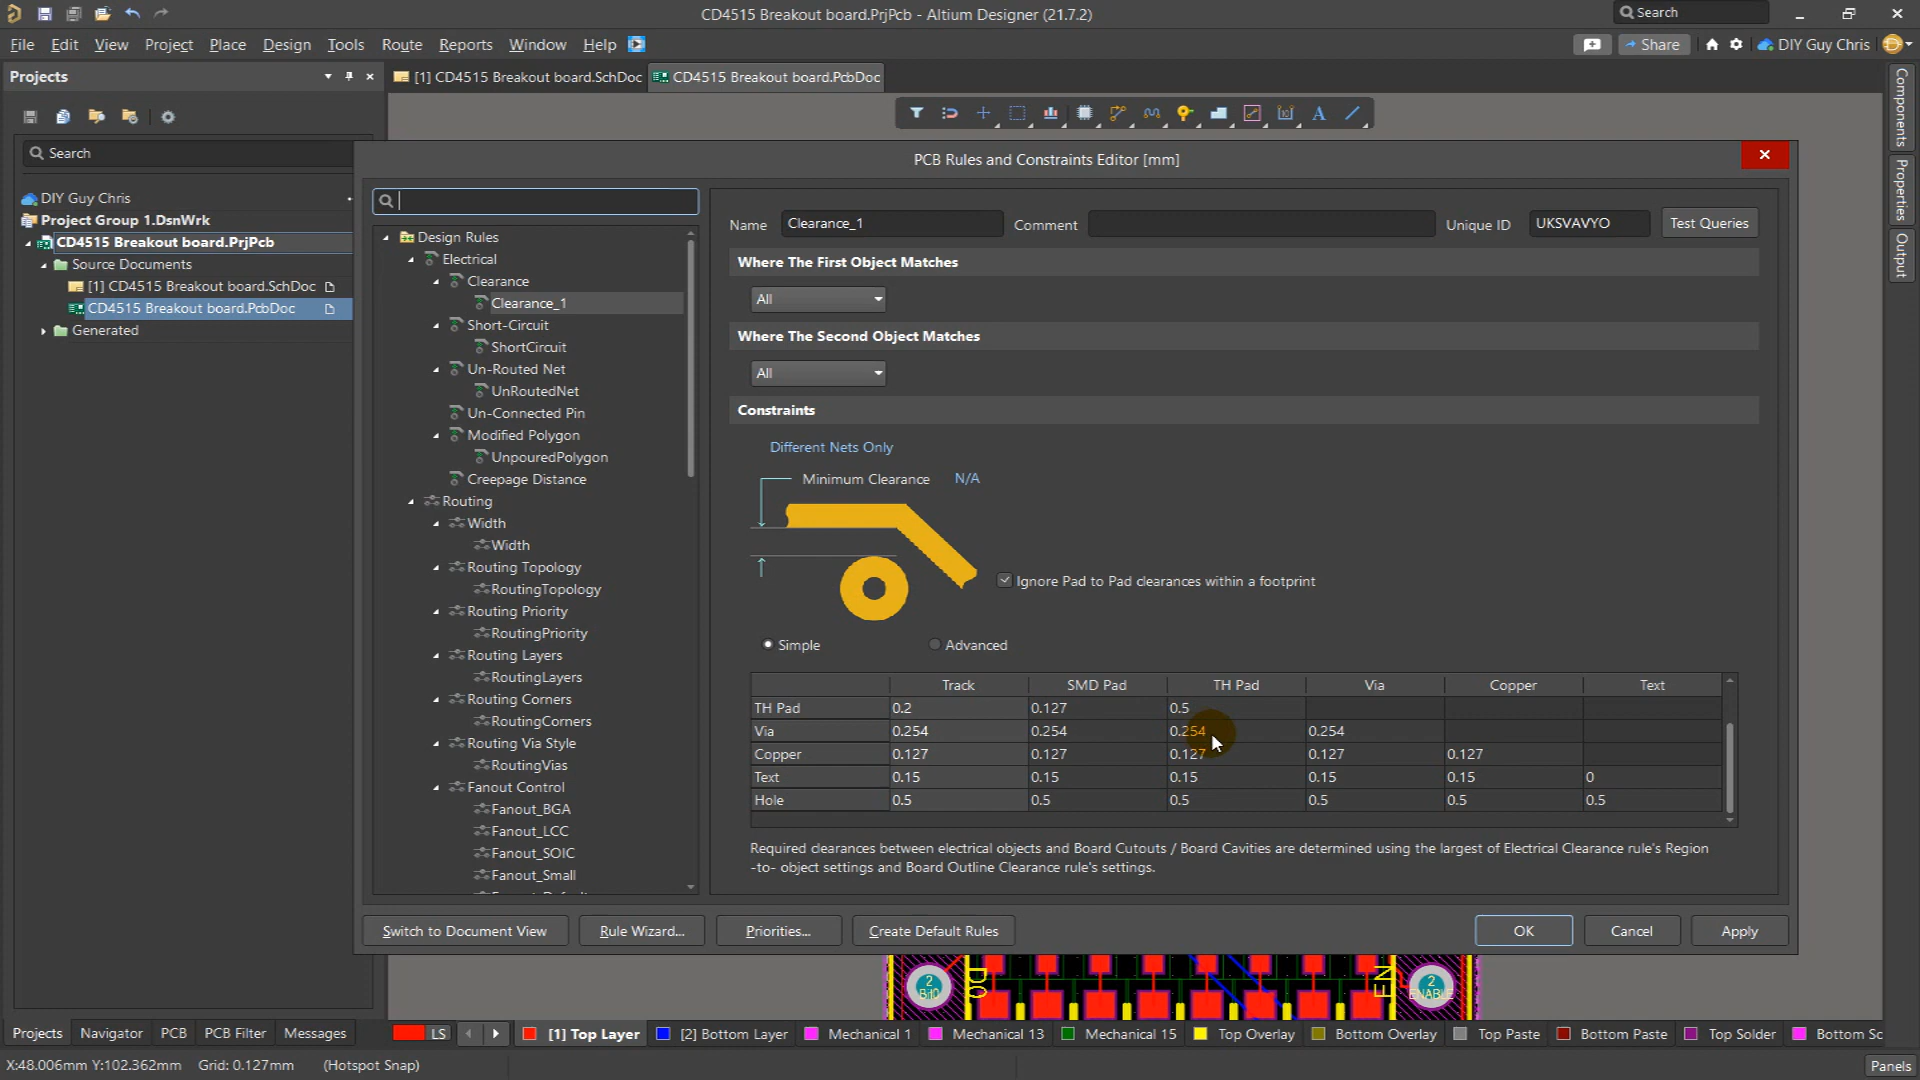 CD4515 Breakout board.PrjPcb - Altium Designer (21.7.2)
Search
File Edit View Project Place Design Tools Route Reports Window Help
Share
DIY Guy Chris
Projects
[1] CD4515 Breakout board.SchDoc
CD4515 Breakout board.PcbDoc
Components
Properties
Output
Search
DIY Guy Chris
Project Group 1.DsnWrk
CD4515 Breakout board.PrjPcb
Source Documents
[1] CD4515 Breakout board.SchDoc
CD4515 Breakout board.PcbDoc
Generated
PCB Rules and Constraints Editor [mm]
Design Rules
Electrical
Clearance
Clearance_1
Short-Circuit
ShortCircuit
Un-Routed Net
UnRoutedNet
Un-Connected Pin
Modified Polygon
UnpouredPolygon
Creepage Distance
Routing
Width
Width
Routing Topology
RoutingTopology
Routing Priority
RoutingPriority
Routing Layers
RoutingLayers
Routing Corners
RoutingCorners
Routing Via Style
RoutingVias
Fanout Control
Fanout_BGA
Fanout_LCC
Fanout_SOIC
Fanout_Small
Name Clearance_1 Comment Unique ID UKSVAVYO Test Queries
Where The First Object Matches
All
Where The Second Object Matches
All
Constraints
Different Nets Only
Minimum Clearance N/A
Ignore Pad to Pad clearances within a footprint
Simple Advanced
Track SMD Pad TH Pad Via Copper Text
TH Pad 0.2 0.127 0.5
Via 0.254 0.254 0.254 0.254
Copper 0.127 0.127 0.127 0.127 0.127
Text 0.15 0.15 0.15 0.15 0.15 0
Hole 0.5 0.5 0.5 0.5 0.5 0.5
Required clearances between electrical objects and Board Cutouts / Board Cavities are determined using the largest of Electrical Clearance rule's Region
-to- object settings and Board Outline Clearance rule's settings.
Switch to Document View Rule Wizard... Priorities... Create Default Rules OK Cancel Apply
2
2
ENABLE
EN
Projects Navigator PCB PCB Filter Messages
LS [1] Top Layer [2] Bottom Layer Mechanical 1 Mechanical 13 Mechanical 15 Top Overlay Bottom Overlay Top Paste Bottom Paste Top Solder Bottom Sc
X:48.006mm Y:102.362mm Grid: 0.127mm (Hotspot Snap)
Panels